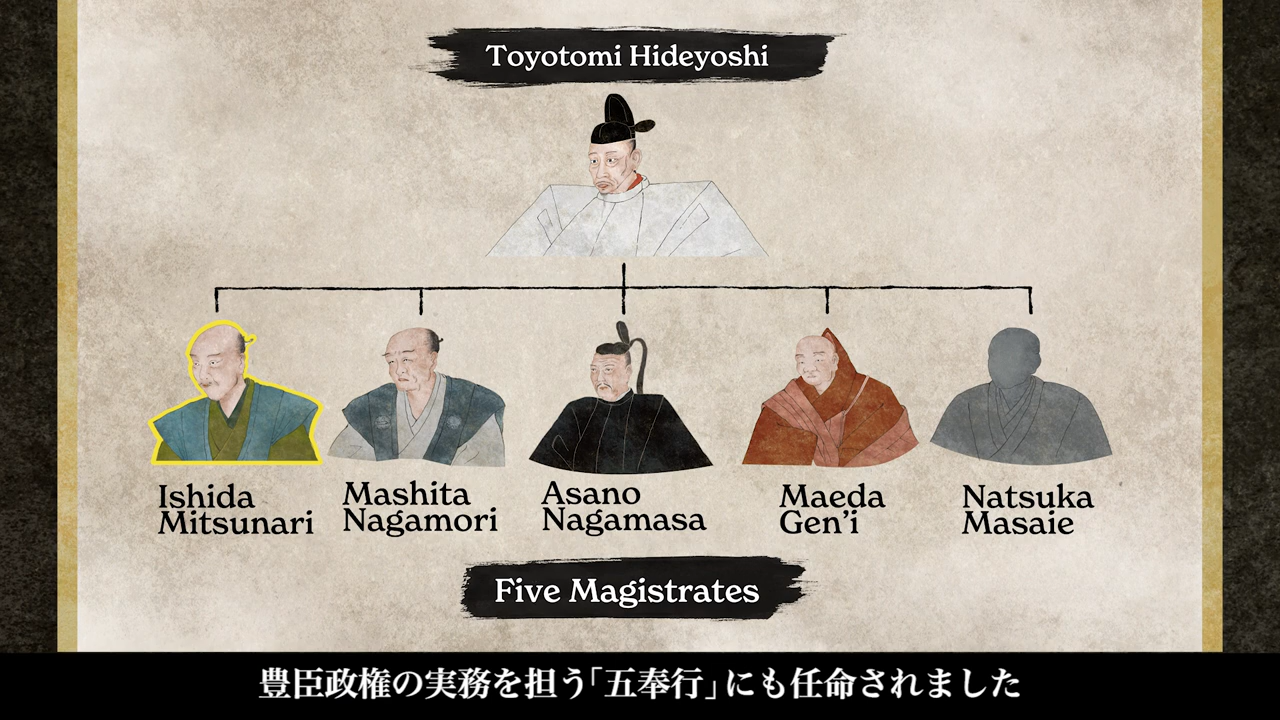 Toyotomi Hideyoshi
Ishida
Mitsunari
Mashita
Nagamori
Asano
Nagamasa
Maeda
Gen'i
Natsuka
Masaie
Five Magistrates
豊臣政権の実務を担う「五奉行」にも任命されました